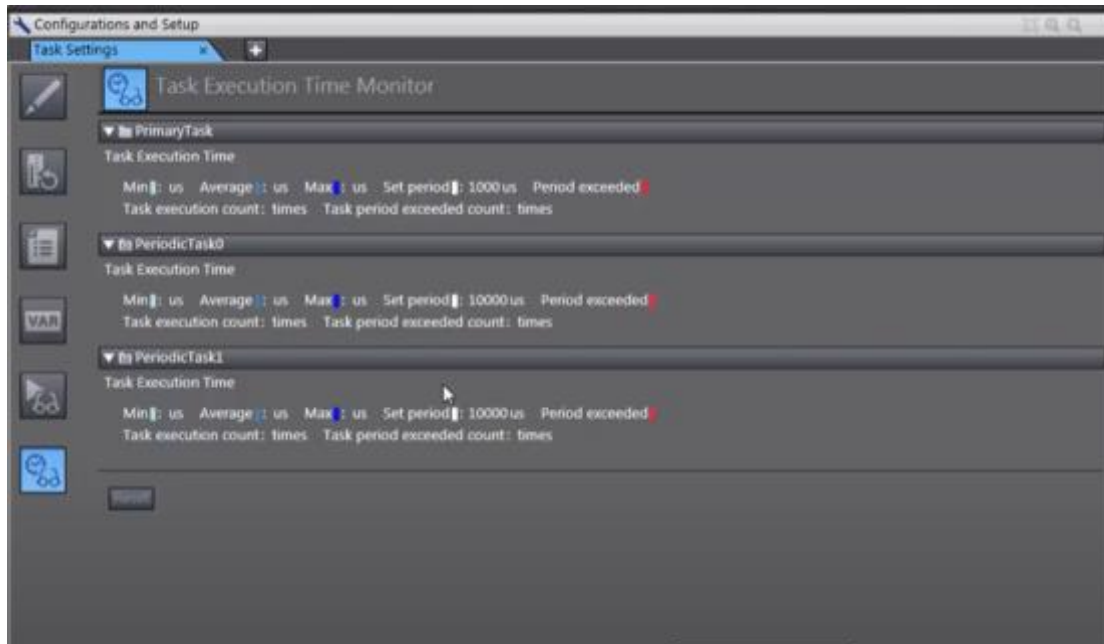 Configurations and Setup
Task Settings
Task Execution Time Monitor
PrimaryTask
Task Execution Time
Min: us Average: us Max: us Set period: 1000 us Period exceeded
Task execution count: times Task period exceeded count: times
PeriodicTask0
Task Execution Time
Min: us Average: us Max: us Set period: 10000 us Period exceeded
Task execution count: times Task period exceeded count: times
VAR
PeriodicTask1
Task Execution Time
Min: us Average: us Max: us Set period: 10000 us Period exceeded
Task execution count: times Task period exceeded count: times